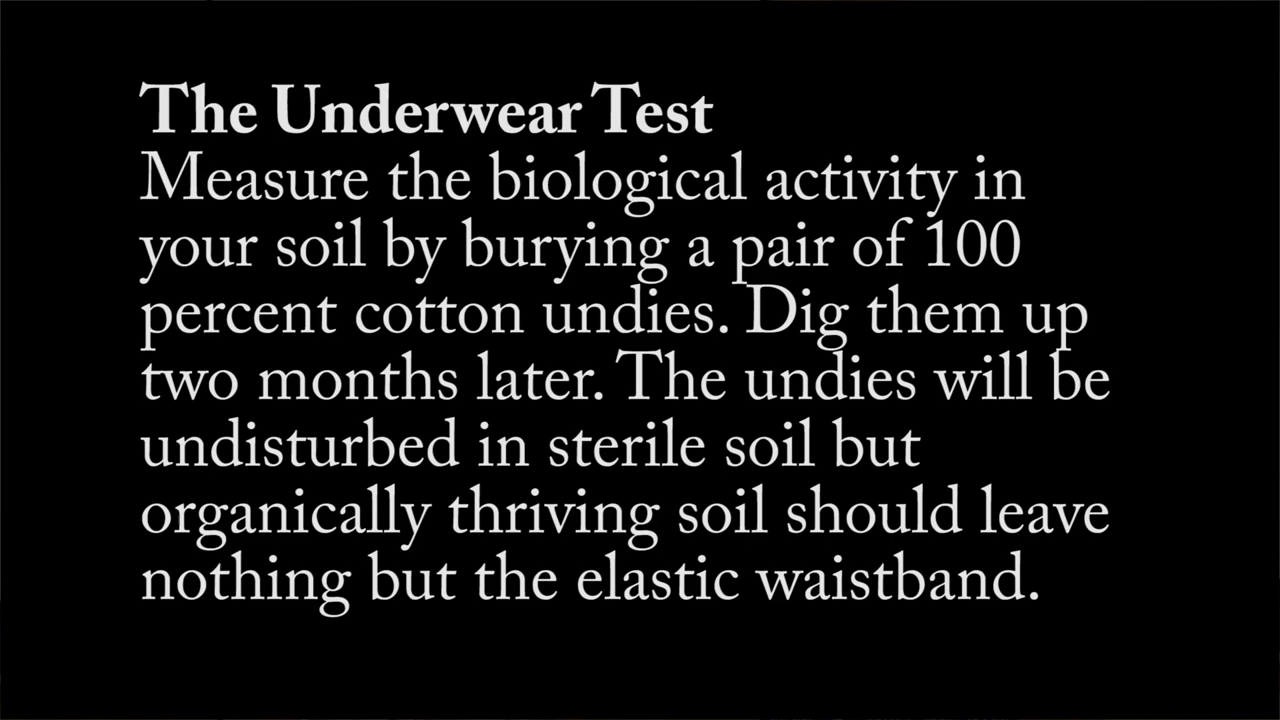 The Underwear Test
Measure the biological activity in
your soil by burying a pair of 100
percent cotton undies. Dig them up
two months later. The undies will be
undisturbed in sterile soil but
organically thriving soil should leave
nothing but the elastic waistband.